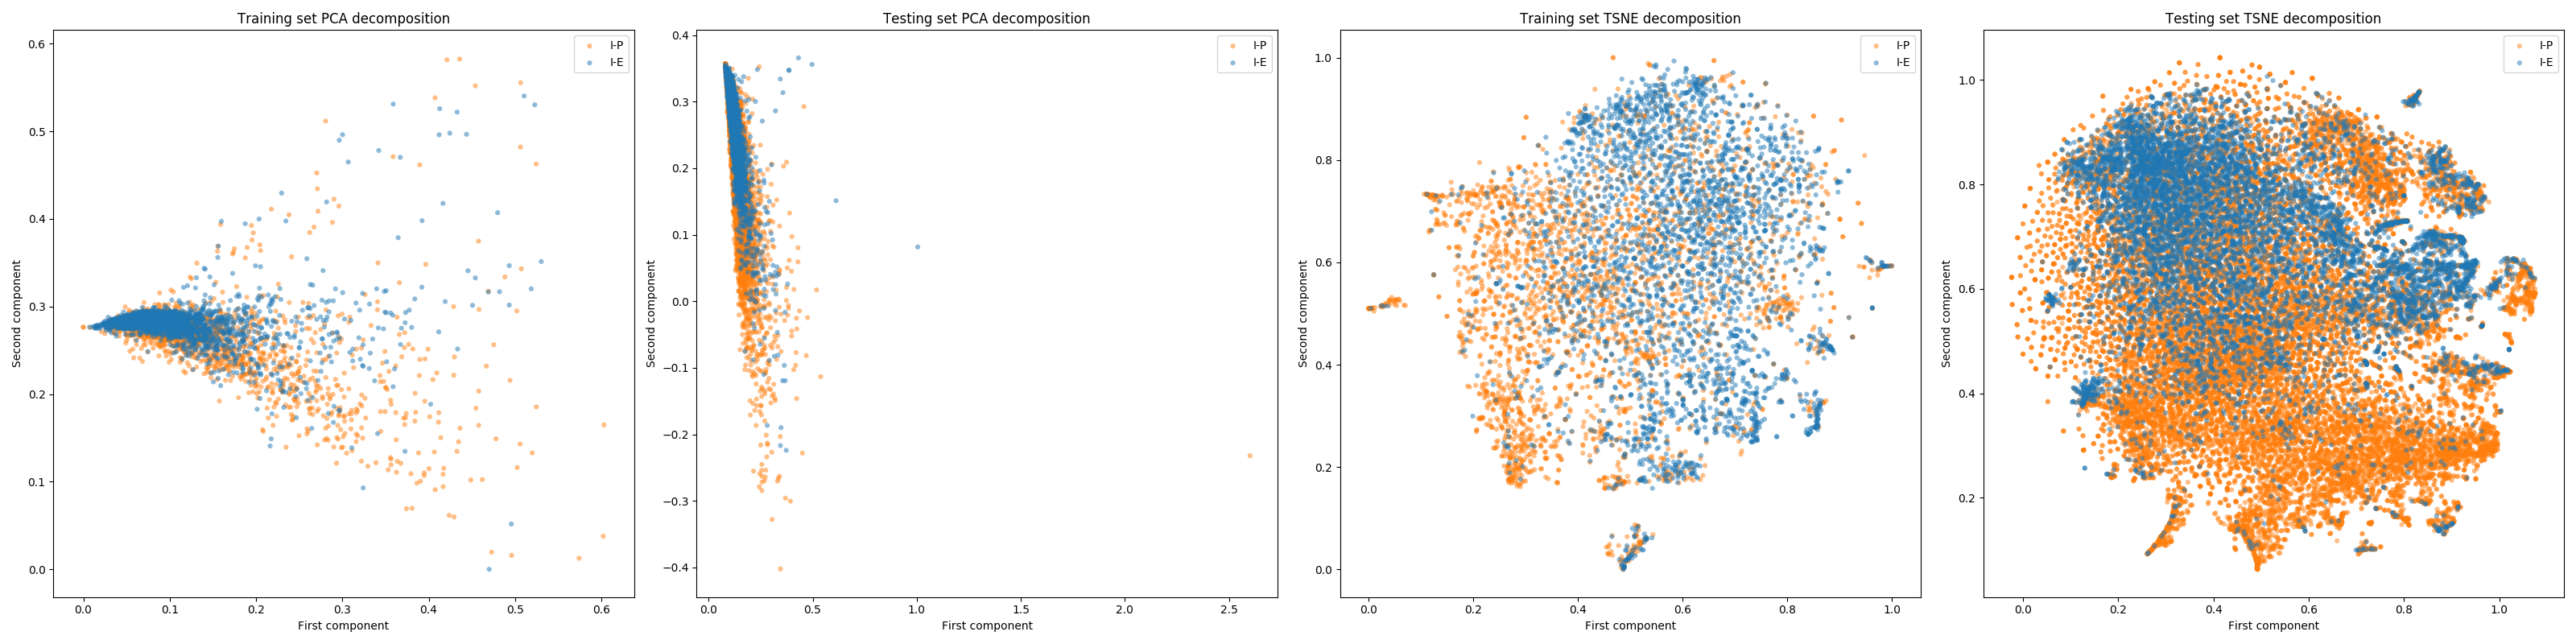 Training set PCA decomposition
I-P
I-E
0.6
0.5
0.4
0.3
0.2
0.1
0.0
Second component
0.0 0.1 0.2 0.3 0.4 0.5 0.6
First component
Testing set PCA decomposition
I-P
I-E
0.4
0.3
0.2
0.1
0.0
−0.1
−0.2
−0.3
−0.4
Second component
0.0 0.5 1.0 1.5 2.0 2.5
First component
Training set TSNE decomposition
I-P
I-E
1.0
0.8
0.6
0.4
0.2
0.0
Second component
0.0 0.2 0.4 0.6 0.8 1.0
First component
Testing set TSNE decomposition
I-P
I-E
1.0
0.8
0.6
0.4
0.2
Second component
0.0 0.2 0.4 0.6 0.8 1.0
First component